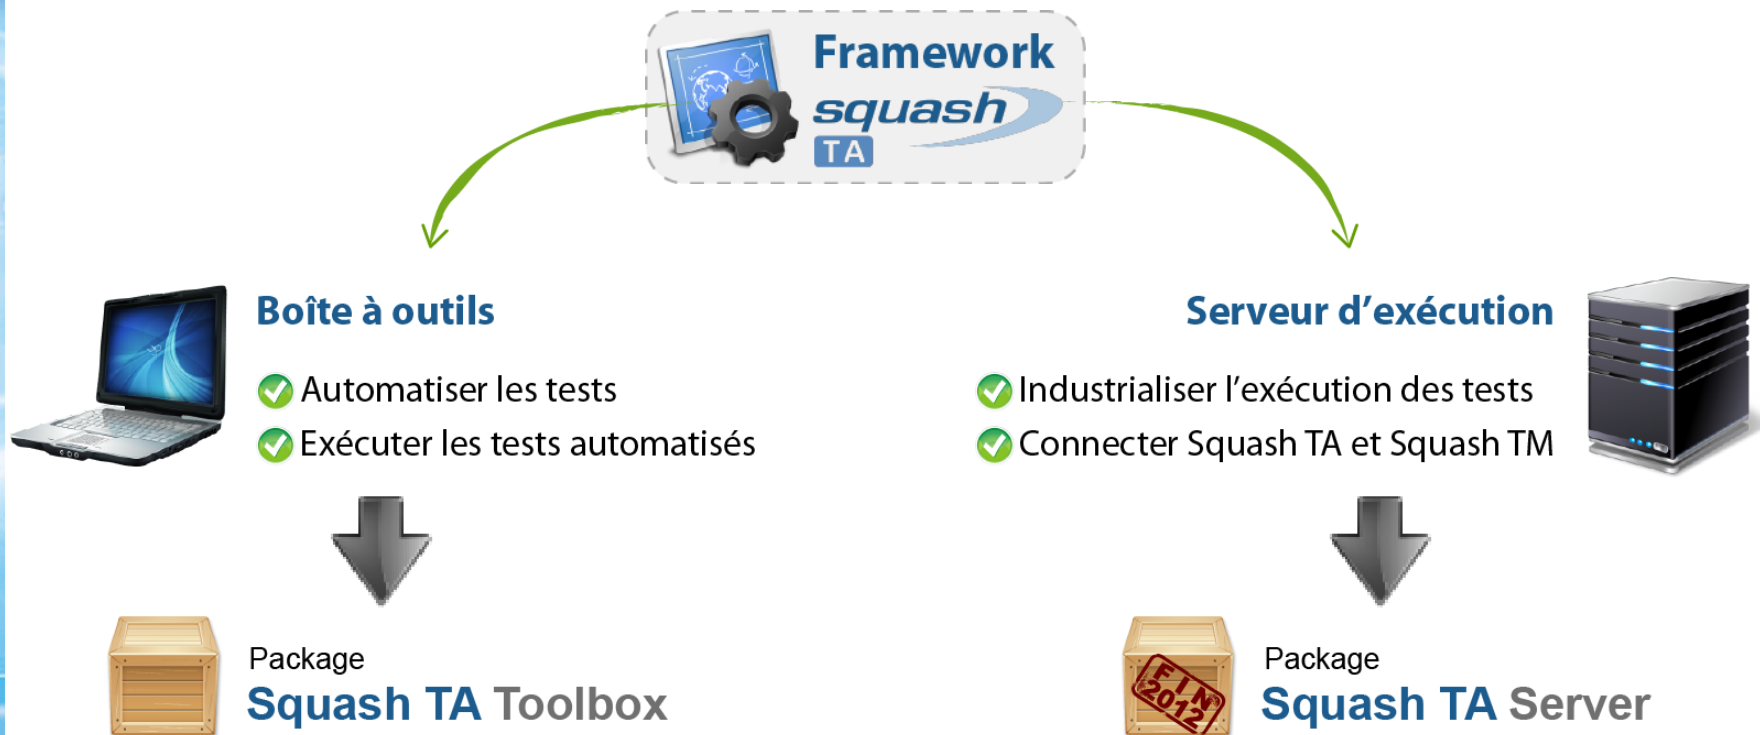 Framework
squash
TA
Boîte à outils
Automatiser les tests
Exécuter les tests automatisés
Serveur d’exécution
Industrialiser l’exécution des tests
Connecter Squash TA et Squash TM
Package
Squash TA Toolbox
FIN
2012
Package
Squash TA Server